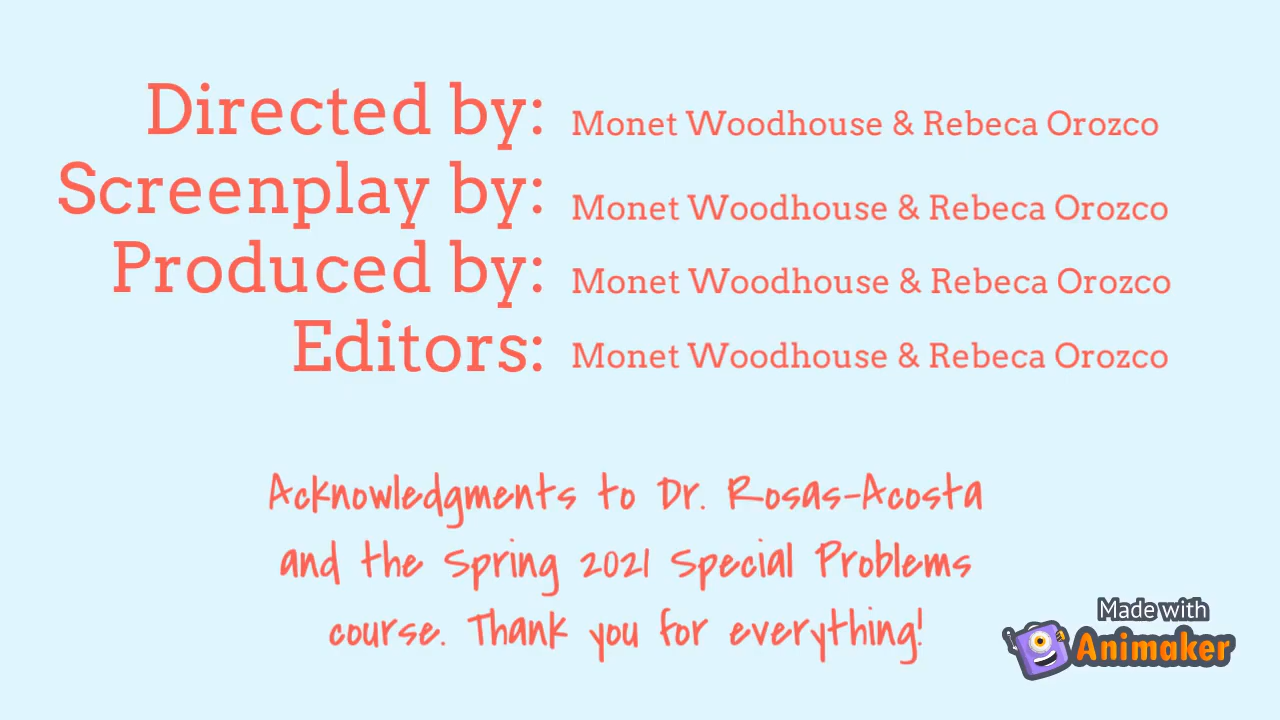 Directed by: Monet Woodhouse & Rebeca Orozco
Screenplay by: Monet Woodhouse & Rebeca Orozco
Produced by: Monet Woodhouse & Rebeca Orozco
Editors: Monet Woodhouse & Rebeca Orozco
Acknowledgments to Dr. Rosas-Acosta
and the Spring 2021 Special Problems
course. Thank you for everything!
Made with
Animaker